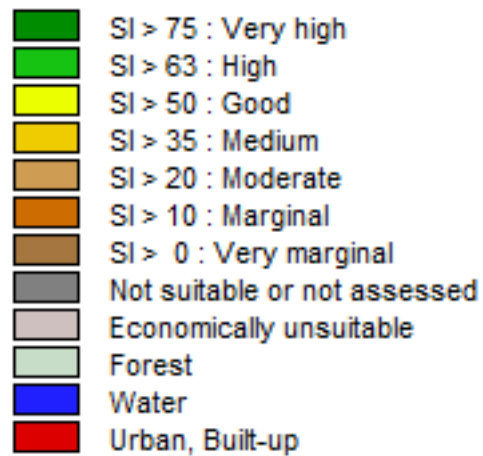 SI > 75 : Very high
SI > 63 : High
SI > 50 : Good
SI > 35 : Medium
SI > 20 : Moderate
SI > 10 : Marginal
SI >  0 : Very marginal
Not suitable or not assessed
Economically unsuitable
Forest
Water
Urban, Built-up